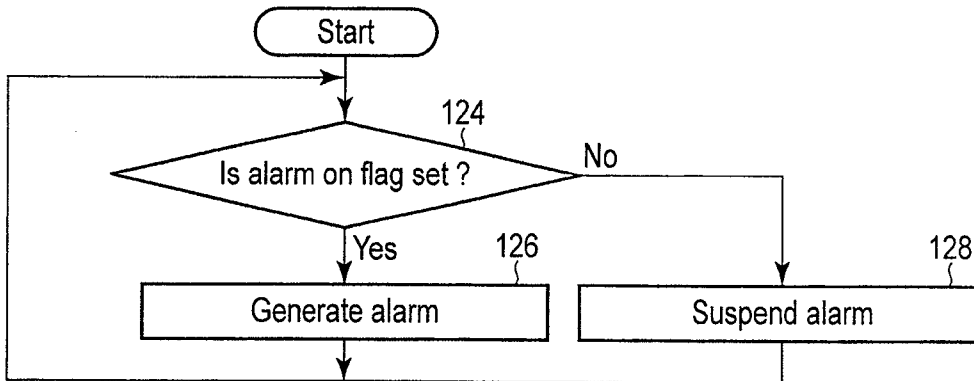 Start
124
Is alarm on flag set ?
No
Yes
126
128
Generate alarm
Suspend alarm